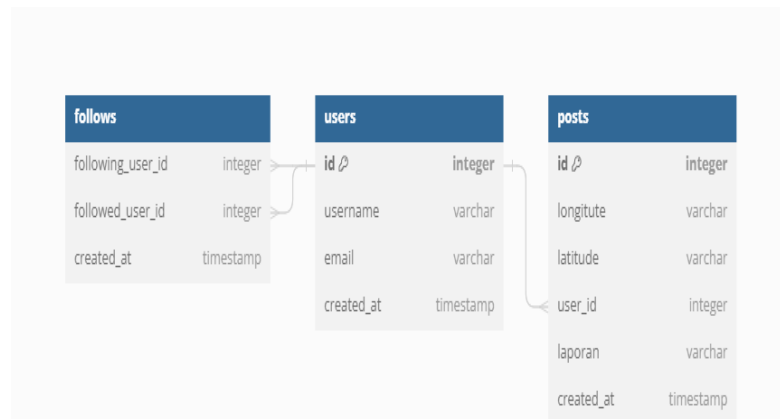 follows
following_user_id integer
followed_user_id integer
created_at timestamp
users
id integer
username varchar
email varchar
created_at timestamp
posts
id integer
longitute varchar
latitude varchar
user_id integer
laporan varchar
created_at timestamp